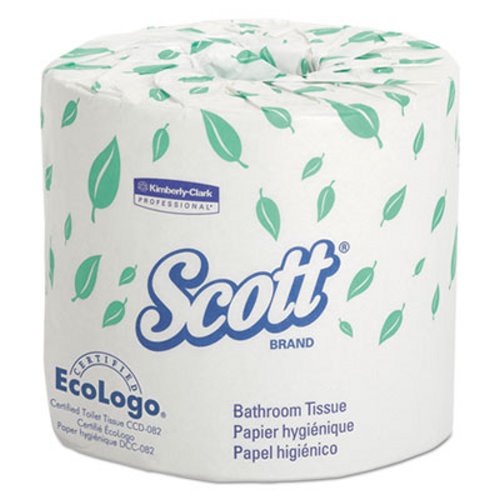 Kimberly-Clark
PROFESSIONAL*
Scott®
BRAND
CERTIFIED
EcoLogo®
Certified Toilet Tissue CCD-082
Certifié ÉcoLogo
Papier hygiénique DCC-082
Bathroom Tissue
Papier hygiénique
Papel higiénico